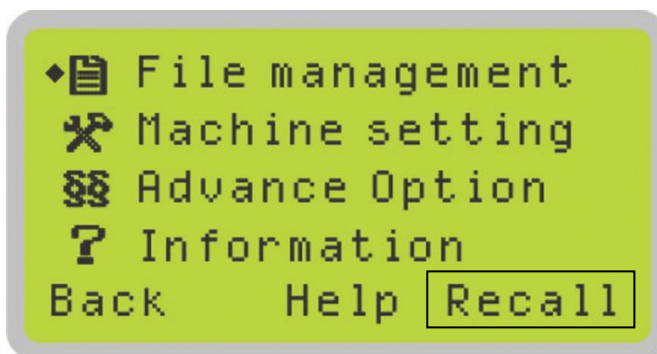 File management
Machine setting
Advance Option
Information
Back Help Recall